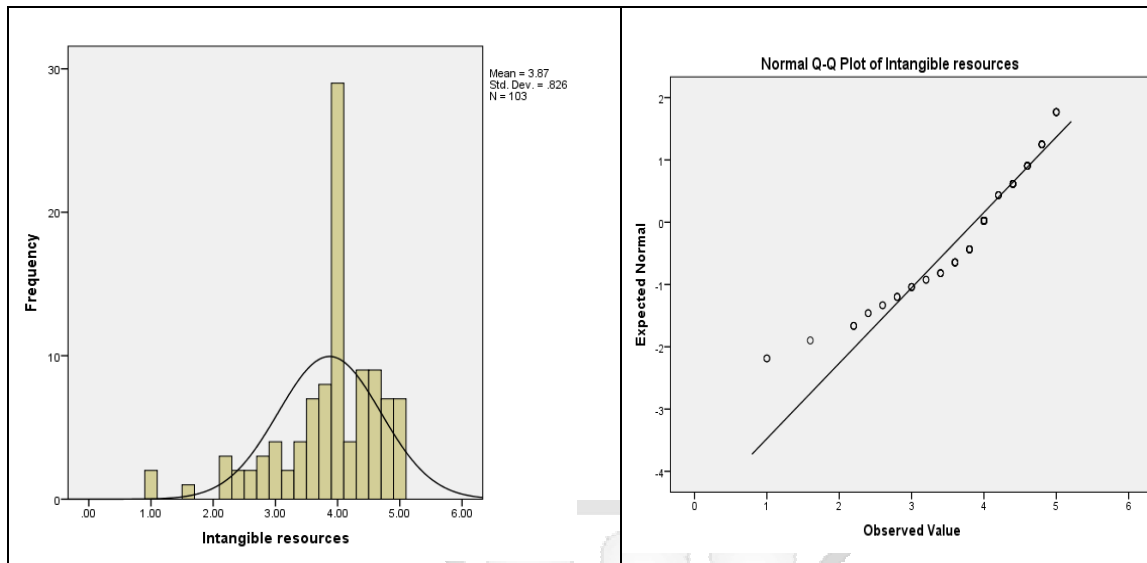 Mean = 3.87
Std. Dev. = .826
N = 103
30
20
10
0
Frequency
.00 1.00 2.00 3.00 4.00 5.00 6.00
Intangible resources
Normal Q-Q Plot of Intangible resources
2
1
0
-1
-2
-3
-4
Expected Normal
0 1 2 3 4 5 6
Observed Value